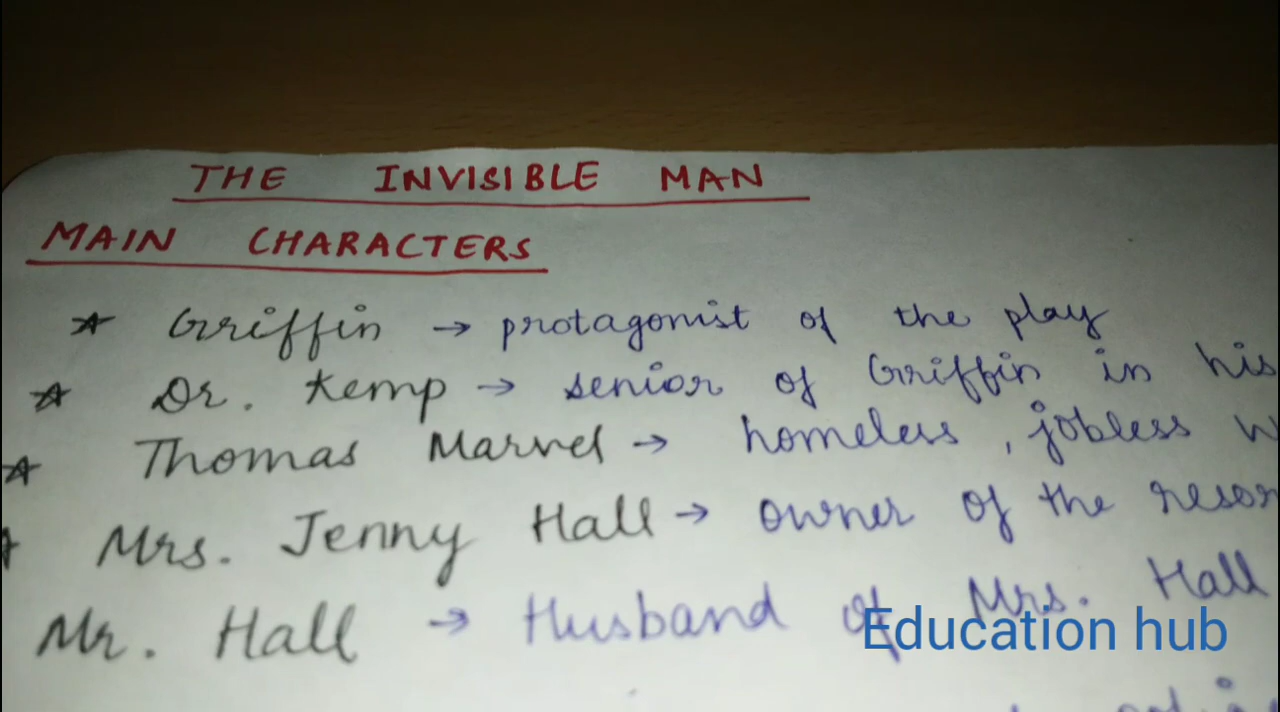 THE INVISIBLE MAN
MAIN CHARACTERS
☆ Griffin → protagonist of the play
☆ Dr. Kemp → senior of Griffin in his
☆ Thomas Marvel → homeless, jobless w
☆ Mrs. Jenny Hall → owner of the resor
Mr. Hall → Husband of Mrs. Hall
Education hub